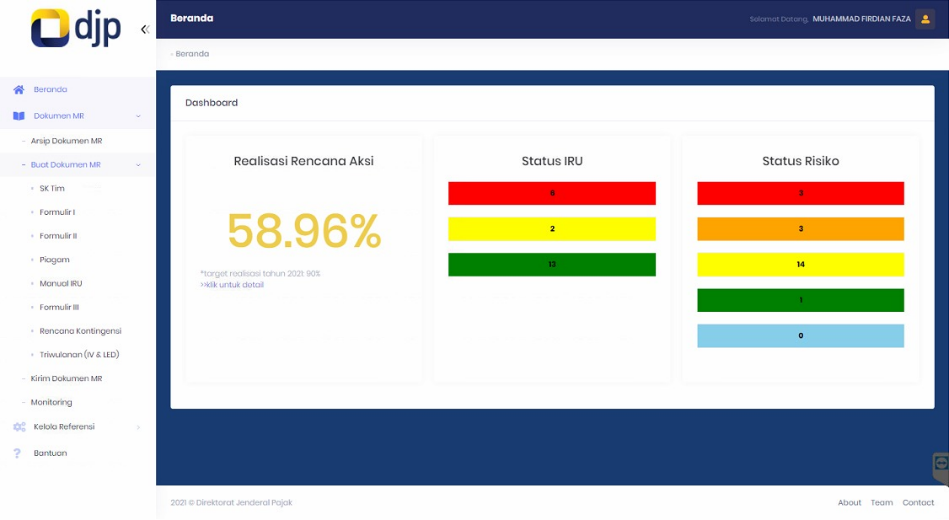 djp
Beranda
Selamat Datang, MUHAMMAD FIRDIAN FAZA
- Beranda
Beranda
Dokumen MR
Arsip Dokumen MR
Buat Dokumen MR
SK Tim
Formulir I
Formulir II
Piagam
Manual IRU
Formulir III
Rencana Kontingensi
Triwulanan (IV & LED)
Kirim Dokumen MR
Monitoring
Kelola Referensi
Bantuan
Dashboard
Realisasi Rencana Aksi
58.96%
*target realisasi tahun 2021: 90%
>>klik untuk detail
Status IRU
6
2
13
Status Risiko
3
3
14
1
0
2021 © Direktorat Jenderal Pajak
About Team Contact